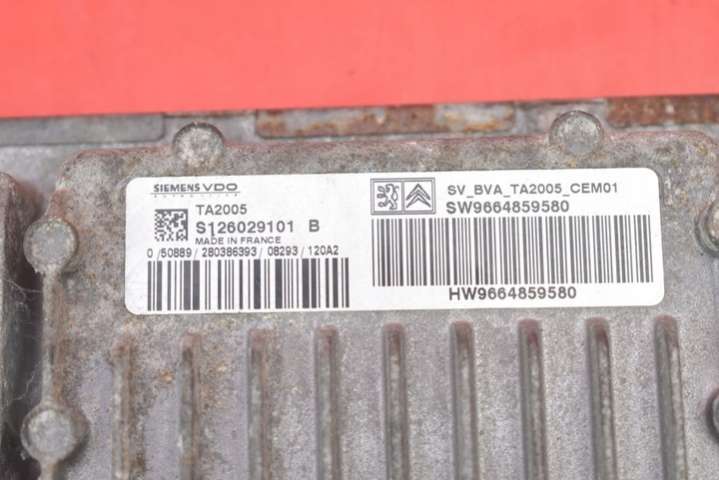 SIEMENS VDO
TA2005
S126029101 B
MADE IN FRANCE
0 /50889/ 280386393/ 08293/ 120A2
SV_BVA_TA2005_CEM01
SW9664859580
HW9664859580